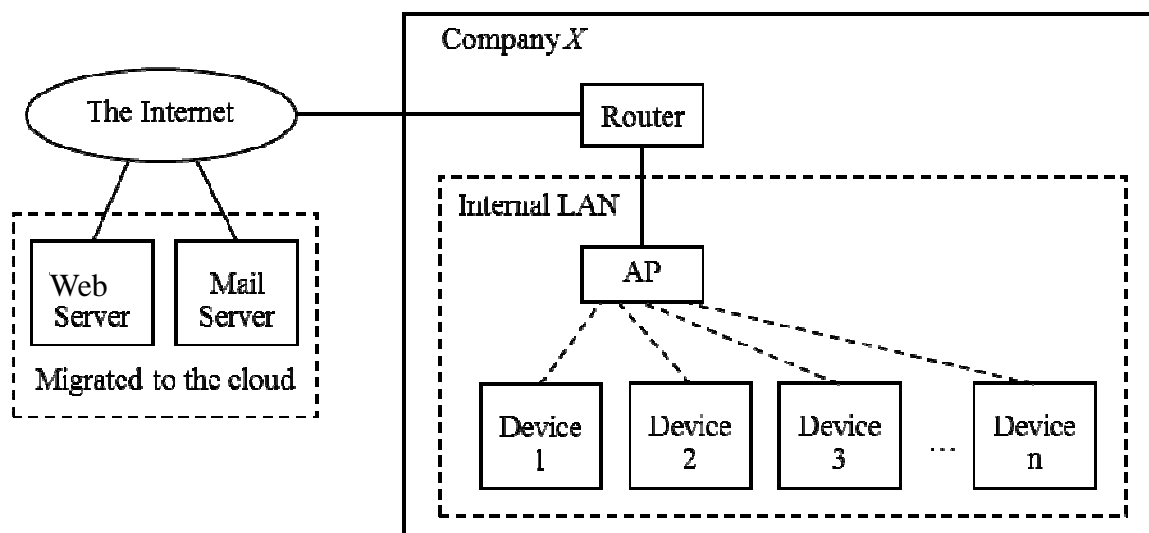 Company X
The Internet
Router
Internal LAN
AP
Web
Server
Mail
Server
Migrated to the cloud
Device
1
Device
2
Device
3
...
Device
n